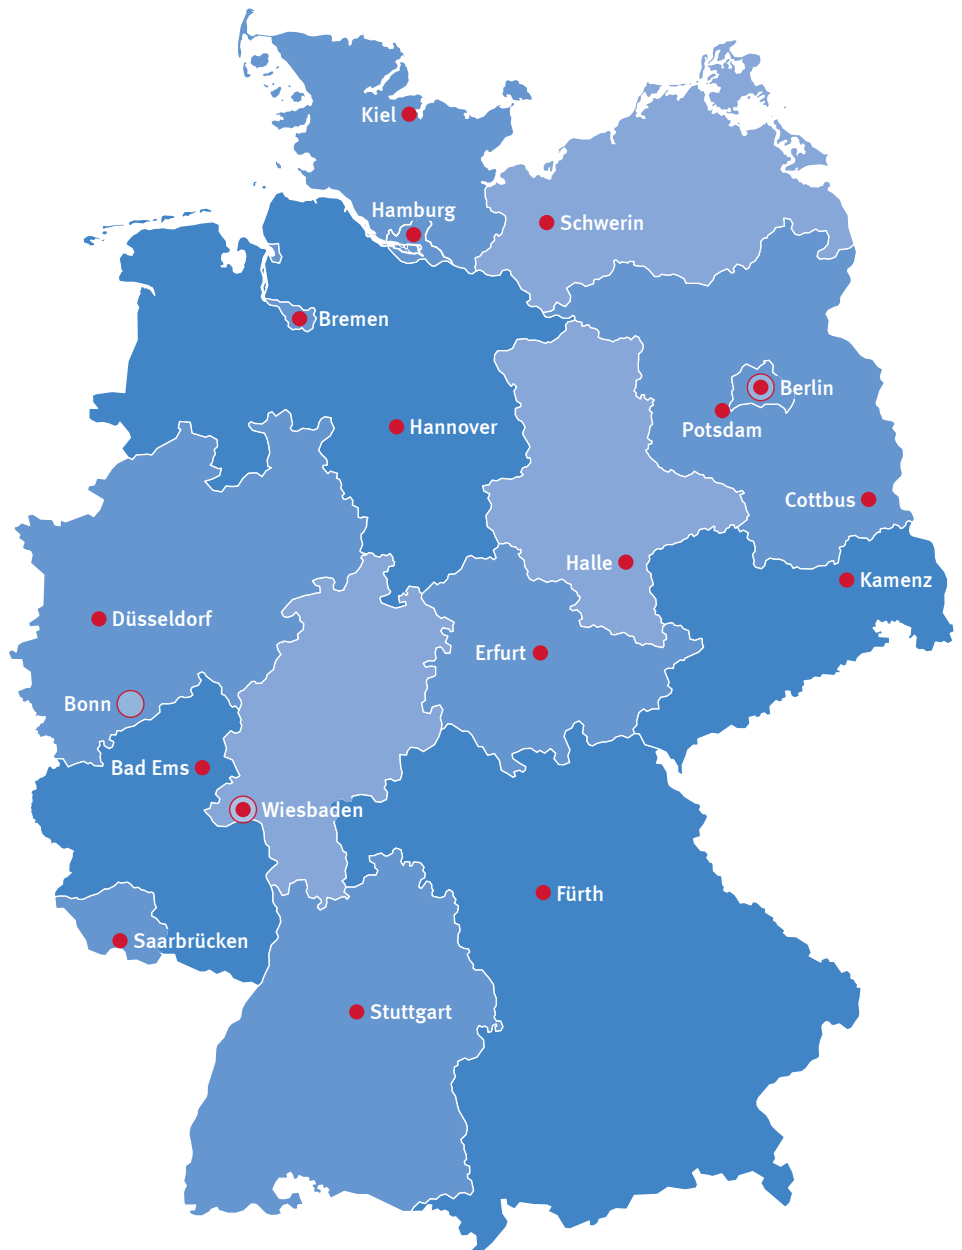 Kiel
Hamburg
Schwerin
Bremen
Berlin
Hannover
Potsdam
Cottbus
Halle
Kamenz
Düsseldorf
Erfurt
Bonn
Bad Ems
Wiesbaden
Fürth
Saarbrücken
Stuttgart